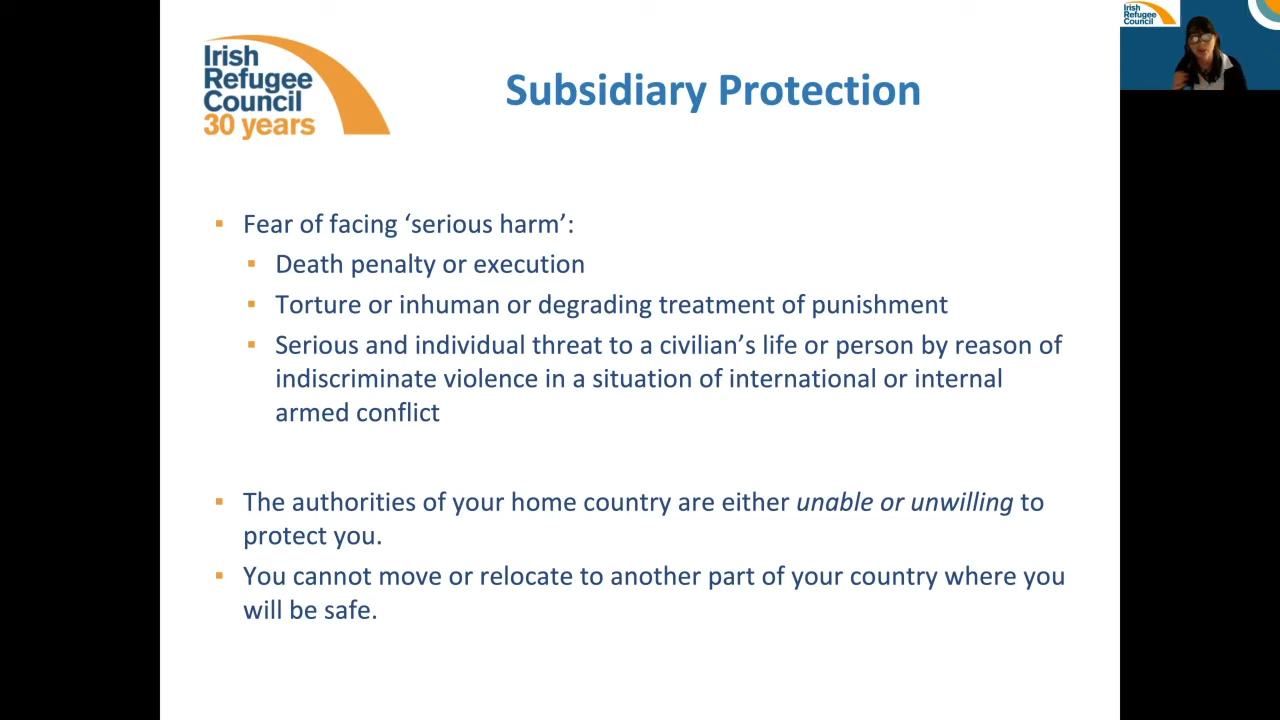 Irish
Refugee
Council
30 years
Subsidiary Protection
Irish
Refugee
Council
▪ Fear of facing ‘serious harm’:
▪ Death penalty or execution
▪ Torture or inhuman or degrading treatment of punishment
▪ Serious and individual threat to a civilian’s life or person by reason of
indiscriminate violence in a situation of international or internal
armed conflict
▪ The authorities of your home country are either unable or unwilling to
protect you.
▪ You cannot move or relocate to another part of your country where you
will be safe.